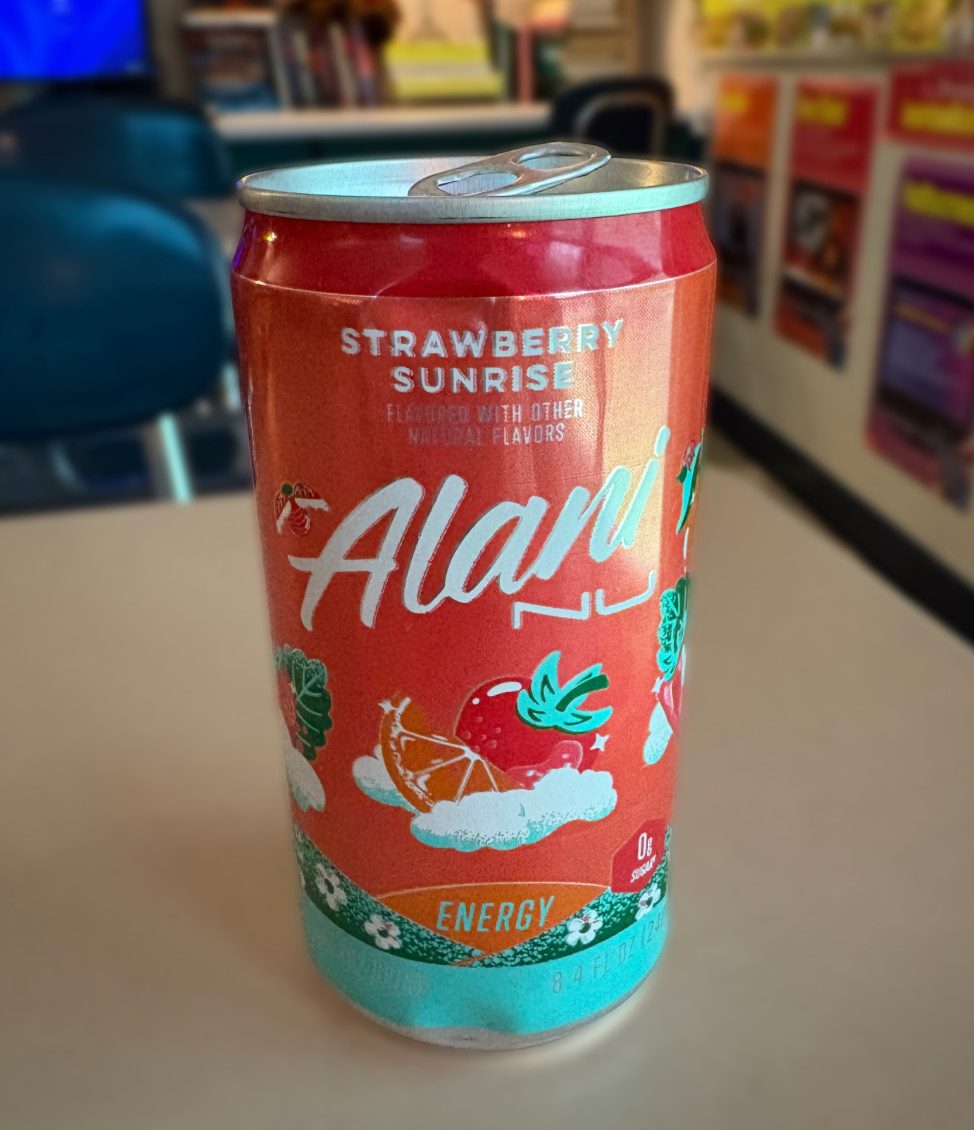 STRAWBERRY
SUNRISE
FLAVORED WITH OTHER
NATURAL FLAVORS
Alani
NU
0g
SUGAR
ENERGY
8.4 FL OZ